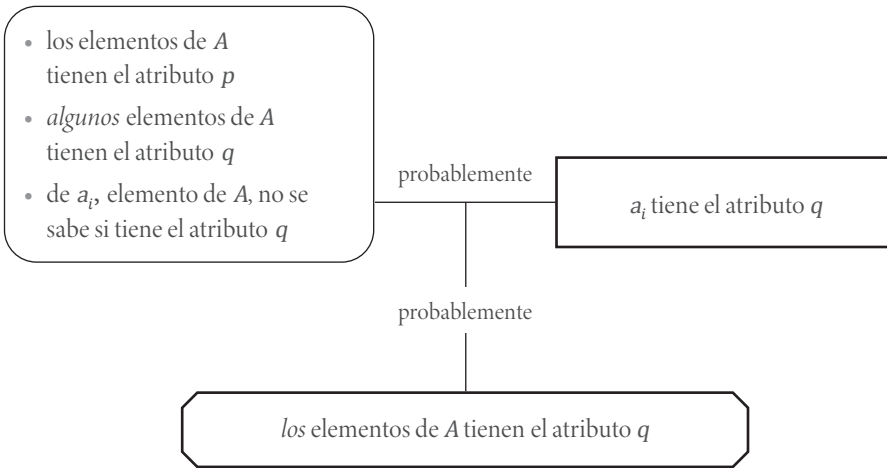 • los elementos de A
tienen el atributo p
• algunos elementos de A
tienen el atributo q
• de aᵢ, elemento de A, no se
sabe si tiene el atributo q
probablemente
aᵢ tiene el atributo q
probablemente
los elementos de A tienen el atributo q